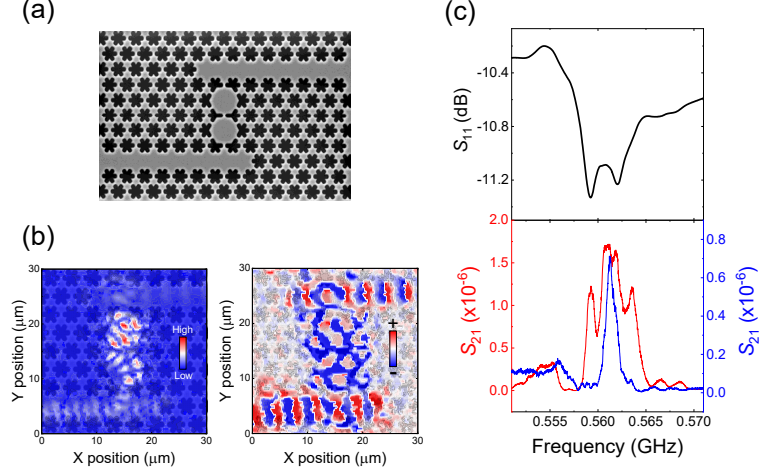 (a)
(b)
Y position (μm)
30
20
10
0
0
10
20
30
X position (μm)
High
Low
Y position (μm)
30
20
10
0
0
10
20
30
X position (μm)
+
−
(c)
S11 (dB)
-10.4
-10.8
-11.2
S21 (x10-6)
2.0
1.5
1.0
0.5
0.0
S21 (x10-6)
0.8
0.6
0.4
0.2
0.0
0.555
0.560
0.565
0.570
Frequency (GHz)